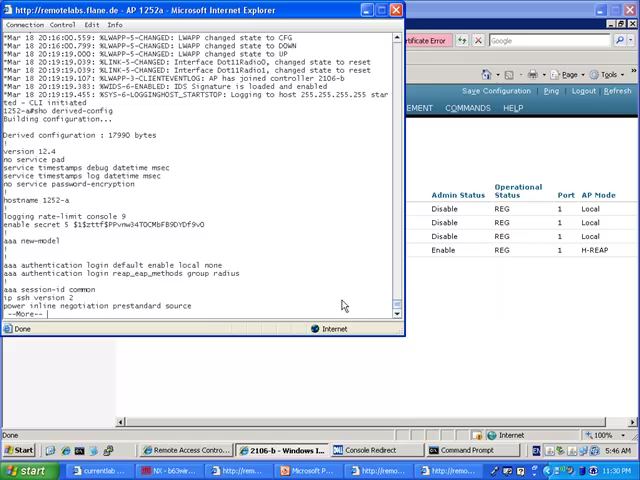 http://remotelabs.flane.de - AP 1252a - Microsoft Internet Explorer
Connection Control Edit Info
*Mar 18 20:16:00.559: %LWAPP-5-CHANGED: LWAPP changed state to CFG
*Mar 18 20:16:00.799: %LWAPP-5-CHANGED: LWAPP changed state to DOWN
*Mar 18 20:19:19.000: %LWAPP-5-CHANGED: LWAPP changed state to UP
*Mar 18 20:19:19.039: %LINK-5-CHANGED: Interface Dot11Radio0, changed state to reset
*Mar 18 20:19:19.039: %LINK-5-CHANGED: Interface Dot11Radio1, changed state to reset
*Mar 18 20:19:19.107: %LWAPP-3-CLIENTEVENTLOG: AP has joined controller 2106-b
*Mar 18 20:19:19.383: %WIDS-6-ENABLED: IDS Signature is loaded and enabled
*Mar 18 20:19:19.455: %SYS-6-LOGGINGHOST_STARTSTOP: Logging to host 255.255.255.255 star
ted - CLI initiated
1252-a#sho derived-config
Building configuration...
Derived configuration : 17990 bytes
!
version 12.4
no service pad
service timestamps debug datetime msec
service timestamps log datetime msec
no service password-encryption
!
hostname 1252-a
!
logging rate-limit console 9
!
aaa new-model
!
!
aaa authentication login default enable local none
aaa authentication login reap_eap_methods group radius
!
aaa session-id common
ip ssh version 2
power inline negotiation prestandard source
--More--
Done
Internet
ertificate Error
Google
Page
Tools
Save Configuration
Ping
Logout
Refresh
EMENT
COMMANDS
HELP
Admin Status
Operational Status
Port
AP Mode
Disable REG 1 Local
Disable REG 1 Local
Disable REG 1 Local
Enable REG 1 H-REAP
Done
Internet
100%
Start
Remote Access Contro...
2106-b - Windows I...
Console Redirect
Command Prompt
EN
5:46 AM
start
currentlab
NX - b63wir...
http://remo...
Microsoft P...
http://remo...
http://remo...
11:30 PM